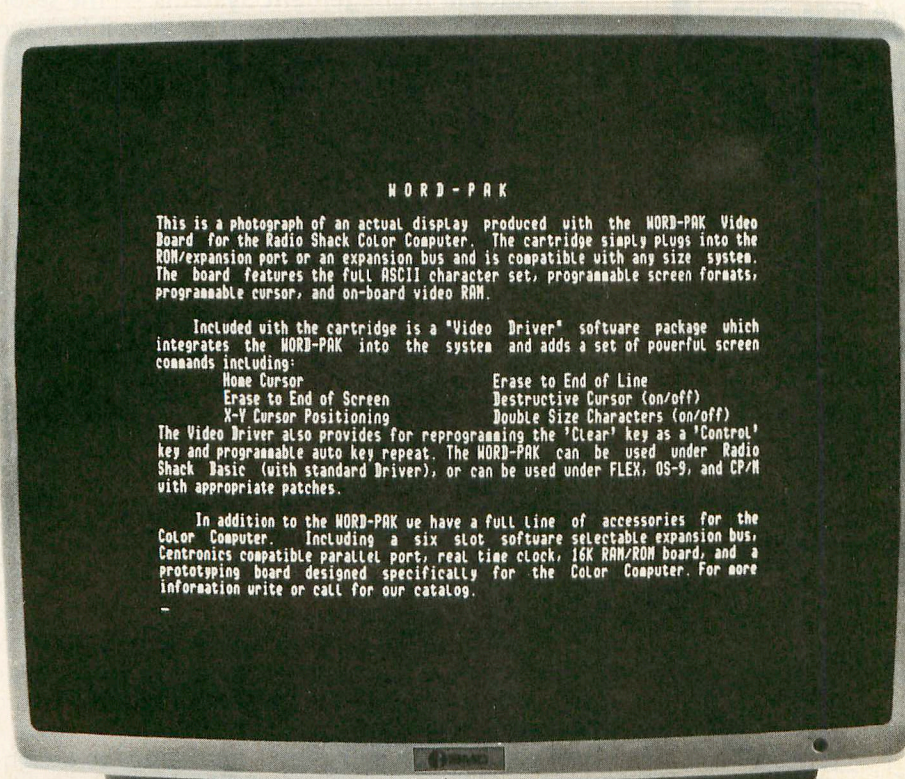 WORD-PAK
This is a photograph of an actual display produced with the WORD-PAK Video
Board for the Radio Shack Color Computer. The cartridge simply plugs into the
ROM/expansion port or an expansion bus and is compatible with any size system.
The board features the full ASCII character set, programmable screen formats,
programmable cursor, and on-board video RAM.
Included with the cartridge is a "Video Driver" software package which
integrates the WORD-PAK into the system and adds a set of powerful screen
commands including:
Home Cursor Erase to End of Line
Erase to End of Screen Destructive Cursor (on/off)
X-Y Cursor Positioning Double Size Characters (on/off)
The Video Driver also provides for reprogramming the 'Clear' key as a 'Control'
key and programmable auto key repeat. The WORD-PAK can be used under Radio
Shack Basic (with standard Driver), or can be used under FLEX, OS-9, and CP/M
with appropriate patches.
In addition to the WORD-PAK we have a full line of accessories for the
Color Computer. Including a six slot software selectable expansion bus,
Centronics compatible parallel port, real time clock, 16K RAM/ROM board, and a
prototyping board designed specifically for the Color Computer. For more
information write or call for our catalog.